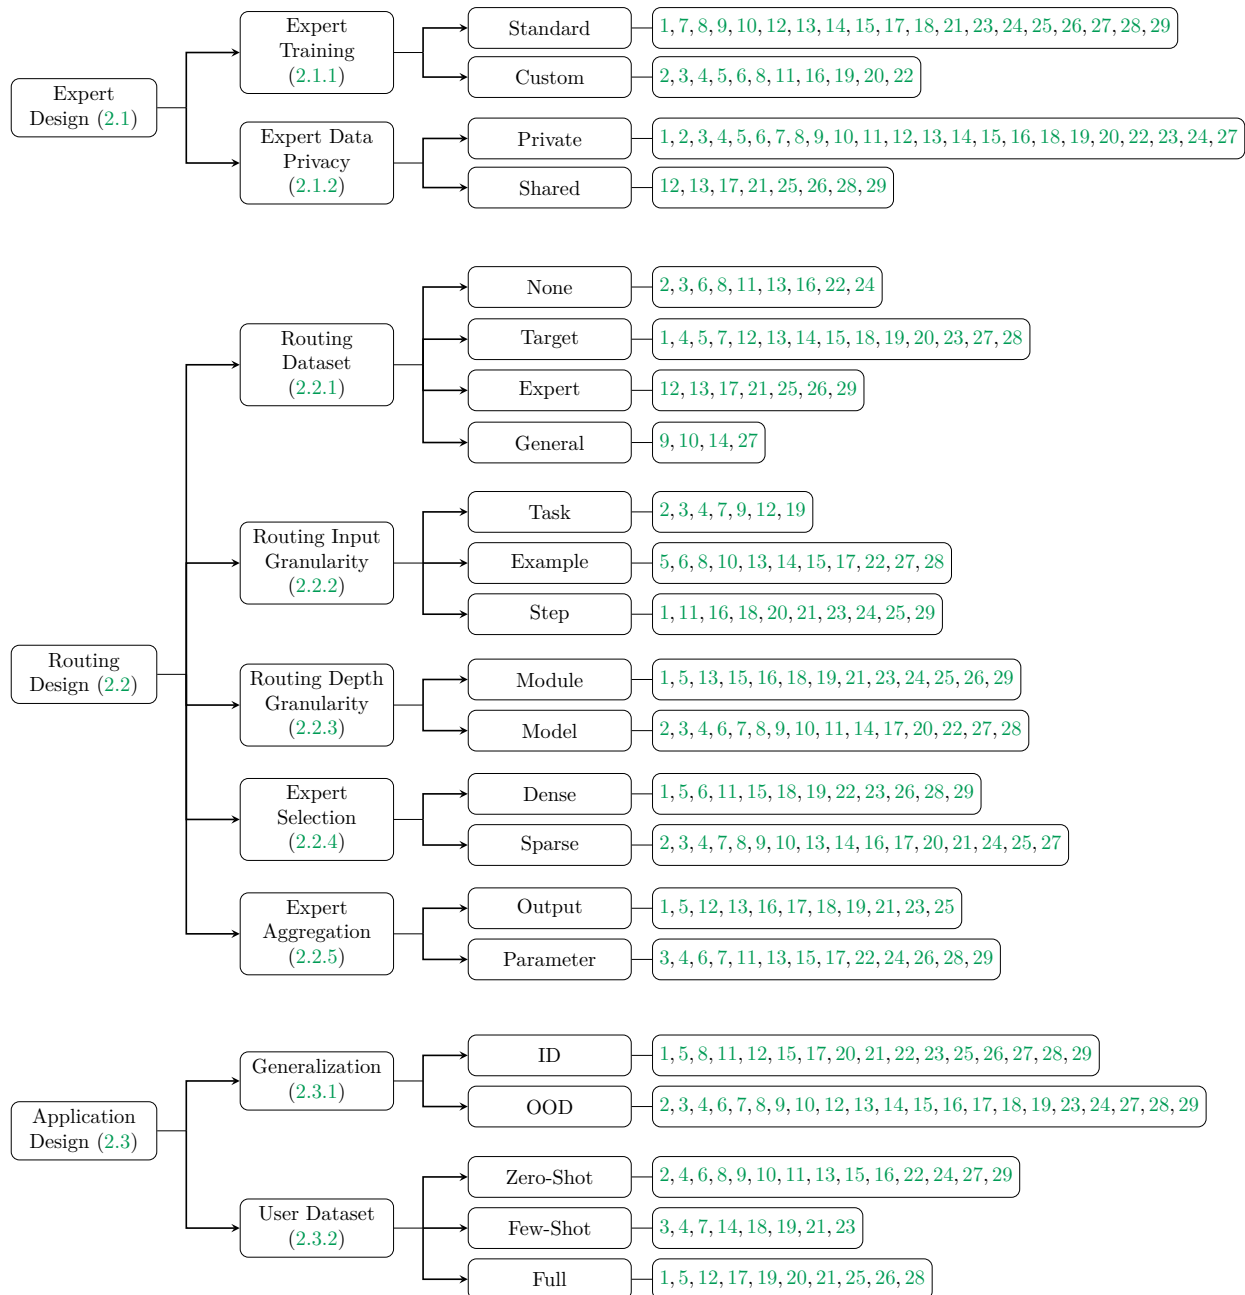 Expert
Design (2.1)
Expert
Training
(2.1.1)
Standard
1, 7, 8, 9, 10, 12, 13, 14, 15, 17, 18, 21, 23, 24, 25, 26, 27, 28, 29
Custom
2, 3, 4, 5, 6, 8, 11, 16, 19, 20, 22
Expert Data
Privacy
(2.1.2)
Private
1, 2, 3, 4, 5, 6, 7, 8, 9, 10, 11, 12, 13, 14, 15, 16, 18, 19, 20, 22, 23, 24, 27
Shared
12, 13, 17, 21, 25, 26, 28, 29
Routing
Design (2.2)
Routing
Dataset
(2.2.1)
None
2, 3, 6, 8, 11, 13, 16, 22, 24
Target
1, 4, 5, 7, 12, 13, 14, 15, 18, 19, 20, 23, 27, 28
Expert
12, 13, 17, 21, 25, 26, 29
General
9, 10, 14, 27
Routing Input
Granularity
(2.2.2)
Task
2, 3, 4, 7, 9, 12, 19
Example
5, 6, 8, 10, 13, 14, 15, 17, 22, 27, 28
Step
1, 11, 16, 18, 20, 21, 23, 24, 25, 29
Routing Depth
Granularity
(2.2.3)
Module
1, 5, 13, 15, 16, 18, 19, 21, 23, 24, 25, 26, 29
Model
2, 3, 4, 6, 7, 8, 9, 10, 11, 14, 17, 20, 22, 27, 28
Expert
Selection
(2.2.4)
Dense
1, 5, 6, 11, 15, 18, 19, 22, 23, 26, 28, 29
Sparse
2, 3, 4, 7, 8, 9, 10, 13, 14, 16, 17, 20, 21, 24, 25, 27
Expert
Aggregation
(2.2.5)
Output
1, 5, 12, 13, 16, 17, 18, 19, 21, 23, 25
Parameter
3, 4, 6, 7, 11, 13, 15, 17, 22, 24, 26, 28, 29
Application
Design (2.3)
Generalization
(2.3.1)
ID
1, 5, 8, 11, 12, 15, 17, 20, 21, 22, 23, 25, 26, 27, 28, 29
OOD
2, 3, 4, 6, 7, 8, 9, 10, 12, 13, 14, 15, 16, 17, 18, 19, 23, 24, 27, 28, 29
User Dataset
(2.3.2)
Zero-Shot
2, 4, 6, 8, 9, 10, 11, 13, 15, 16, 22, 24, 27, 29
Few-Shot
3, 4, 7, 14, 18, 19, 21, 23
Full
1, 5, 12, 17, 19, 20, 21, 25, 26, 28